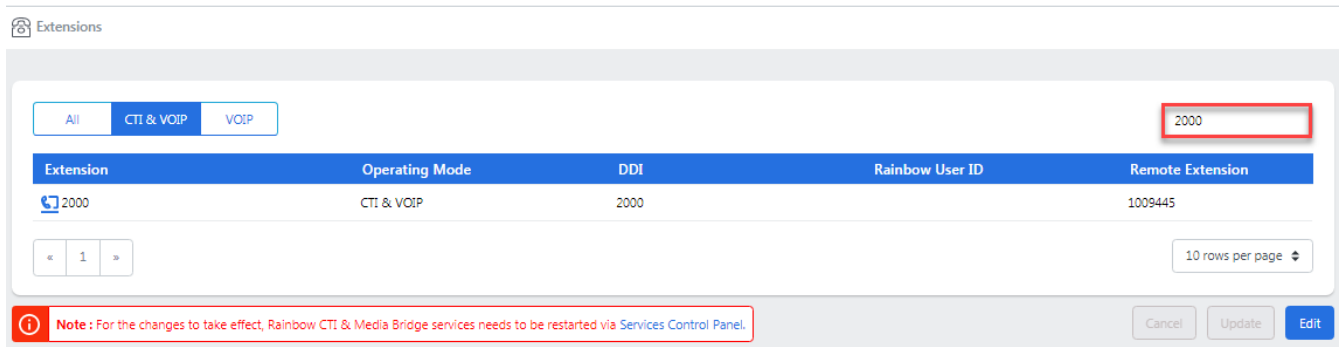 Extensions
All CTI & VOIP VOIP 2000
Extension Operating Mode DDI Rainbow User ID Remote Extension
2000 CTI & VOIP 2000 1009445
« 1 » 10 rows per page
Note : For the changes to take effect, Rainbow CTI & Media Bridge services needs to be restarted via Services Control Panel. Cancel Update Edit